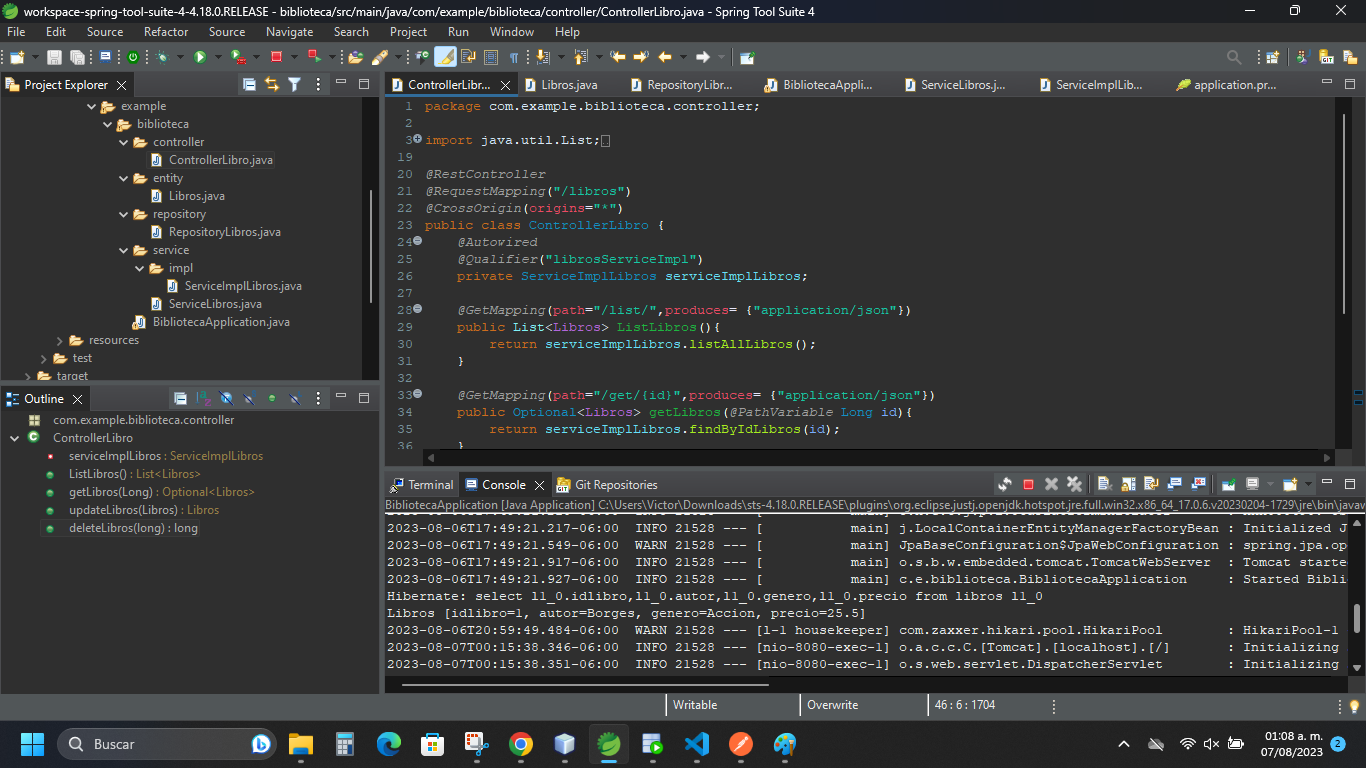 workspace-spring-tool-suite-4-4.18.0.RELEASE - biblioteca/src/main/java/com/example/biblioteca/controller/ControllerLibro.java - Spring Tool Suite 4
File Edit Source Refactor Source Navigate Search Project Run Window Help
Project Explorer
example
biblioteca
controller
ControllerLibro.java
entity
Libros.java
repository
RepositoryLibros.java
service
impl
ServiceImplLibros.java
ServiceLibros.java
BibliotecaApplication.java
resources
test
target
Outline
com.example.biblioteca.controller
ControllerLibro
serviceImplLibros : ServiceImplLibros
ListLibros() : List<Libros>
getLibros(Long) : Optional<Libros>
updateLibros(Libros) : Libros
deleteLibros(long) : long
ControllerLibr... Libros.java RepositoryLibr... BibliotecaAppli... ServiceLibros.j... ServiceImplLib... application.pr...
1 package com.example.biblioteca.controller;
2
3 import java.util.List;
19
20 @RestController
21 @RequestMapping("/libros")
22 @CrossOrigin(origins="*")
23 public class ControllerLibro {
24 @Autowired
25 @Qualifier("librosServiceImpl")
26 private ServiceImplLibros serviceImplLibros;
27
28 @GetMapping(path="/list/",produces= {"application/json"})
29 public List<Libros> ListLibros(){
30 return serviceImplLibros.listAllLibros();
31 }
32
33 @GetMapping(path="/get/{id}",produces= {"application/json"})
34 public Optional<Libros> getLibros(@PathVariable Long id){
35 return serviceImplLibros.findByIdLibros(id);
36 }
Terminal Console Git Repositories
BibliotecaApplication [Java Application] C:\Users\Victor\Downloads\sts-4.18.0.RELEASE\plugins\org.eclipse.justj.openjdk.hotspot.jre.full.win32.x86_64_17.0.6.v20230204-1729\jre\bin\javaw
2023-08-06T17:49:21.217-06:00 INFO 21528 --- [ main] j.LocalContainerEntityManagerFactoryBean : Initialized J
2023-08-06T17:49:21.549-06:00 WARN 21528 --- [ main] JpaBaseConfiguration$JpaWebConfiguration : spring.jpa.op
2023-08-06T17:49:21.917-06:00 INFO 21528 --- [ main] o.s.b.w.embedded.tomcat.TomcatWebServer : Tomcat starte
2023-08-06T17:49:21.927-06:00 INFO 21528 --- [ main] c.e.biblioteca.BibliotecaApplication : Started Bibli
Hibernate: select l1_0.idlibro,l1_0.autor,l1_0.genero,l1_0.precio from libros l1_0
Libros [idlibro=1, autor=Borges, genero=Accion, precio=25.5]
2023-08-06T20:59:49.484-06:00 WARN 21528 --- [l-1 housekeeper] com.zaxxer.hikari.pool.HikariPool : HikariPool-1
2023-08-07T00:15:38.346-06:00 INFO 21528 --- [nio-8080-exec-1] o.a.c.c.C.[Tomcat].[localhost].[/] : Initializing
2023-08-07T00:15:38.351-06:00 INFO 21528 --- [nio-8080-exec-1] o.s.web.servlet.DispatcherServlet : Initializing
Writable Overwrite 46 : 6 : 1704
Buscar
01:08 a. m.
07/08/2023
2